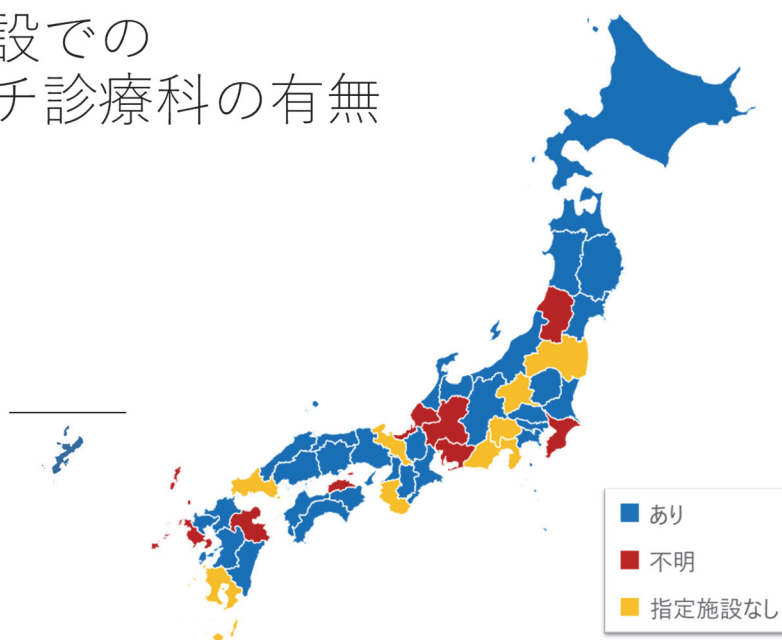 設での
チ診療科の有無
あり
不明
指定施設なし